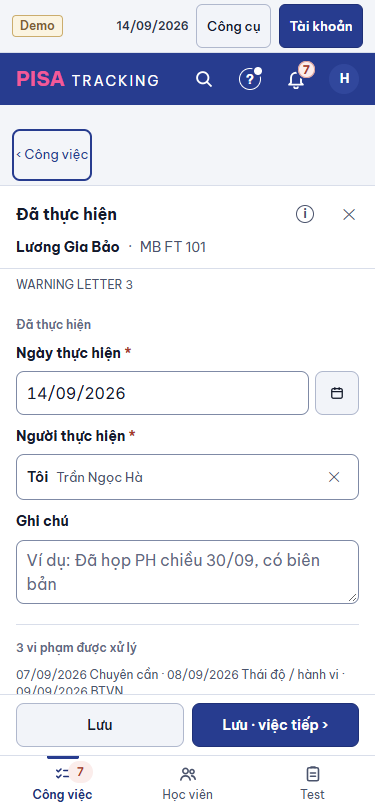 Demo 14/09/2026 Công cụ Tài khoản
PISA TRACKING ? 7 H
‹ Công việc
Đã thực hiện
Lương Gia Bảo · MB FT 101
WARNING LETTER 3
Đã thực hiện
Ngày thực hiện *
14/09/2026
Người thực hiện *
Tôi Trần Ngọc Hà
Ghi chú
Ví dụ: Đã họp PH chiều 30/09, có biên
bản
3 vi phạm được xử lý
07/09/2026 Chuyên cần · 08/09/2026 Thái độ / hành vi ·
09/09/2026 BTVN
Lưu Lưu · việc tiếp ›
7
Công việc Học viên Test